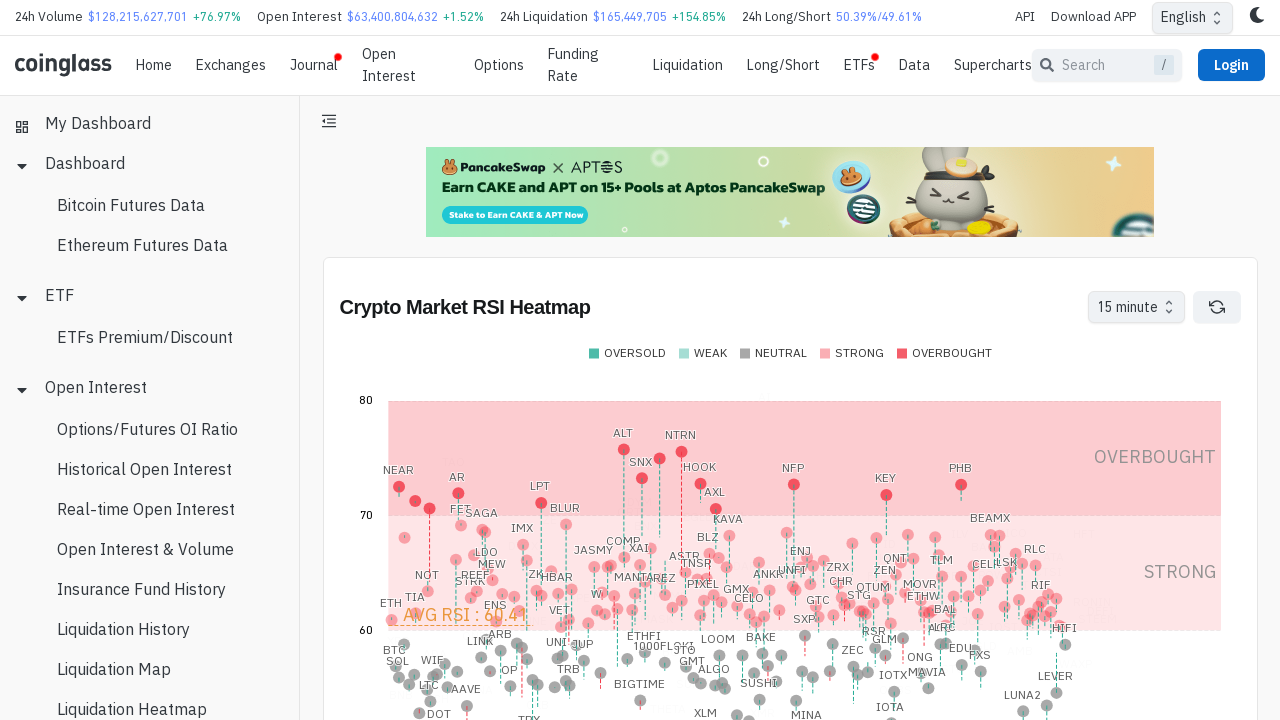 24h Volume $128,215,627,701 +76.97% Open Interest $63,400,804,632 +1.52% 24h Liquidation $165,449,705 +154.85% 24h Long/Short 50.39%/49.61% API Download APP English
coinglass Home Exchanges Journal Open Interest Options Funding Rate Liquidation Long/Short ETFs Data Supercharts Search / Login
My Dashboard
Dashboard
Bitcoin Futures Data
Ethereum Futures Data
ETF
ETFs Premium/Discount
Open Interest
Options/Futures OI Ratio
Historical Open Interest
Real-time Open Interest
Open Interest & Volume
Insurance Fund History
Liquidation History
Liquidation Map
Liquidation Heatmap
PancakeSwap X APTOS
Earn CAKE and APT on 15+ Pools at Aptos PancakeSwap
Stake to Earn CAKE & APT Now
Crypto Market RSI Heatmap 15 minute
OVERSOLD WEAK NEUTRAL STRONG OVERBOUGHT
80
ALT NTRN
OVERBOUGHT
NEAR AR SNX HOOK NFP PHB
LPT AXL KEY
70 FET SAGA BLUR KAVA BEAMX
IMX
COMP BLZ
LDO JASMY XAI ASTR ENJ QNT TLM RLC
MEW TNSR UNFI ZRX ZEN CELR LSK
STRONG
NOT REEF ZK HBAR MANTA REZ ANKR
STRK PIXEL GMX CHR QTUM MOVR RIF
ETH TIA ENS W CELO GTC STG ETHW
AVG RSI : 60.41 VET SXP BAL
60 ARB RSR HIFI
LINK UNI SUP ETHFI LOOM BAKE GLM
BTC 1000FLOKI JTO ZEC EDU
SOL WIF OP TRB GMT ALGO ONG FXS
LTC AAVE BIGTIME SUSHI IOTX MAVIA LEVER
DOT XLM MINA IOTA LUNA2